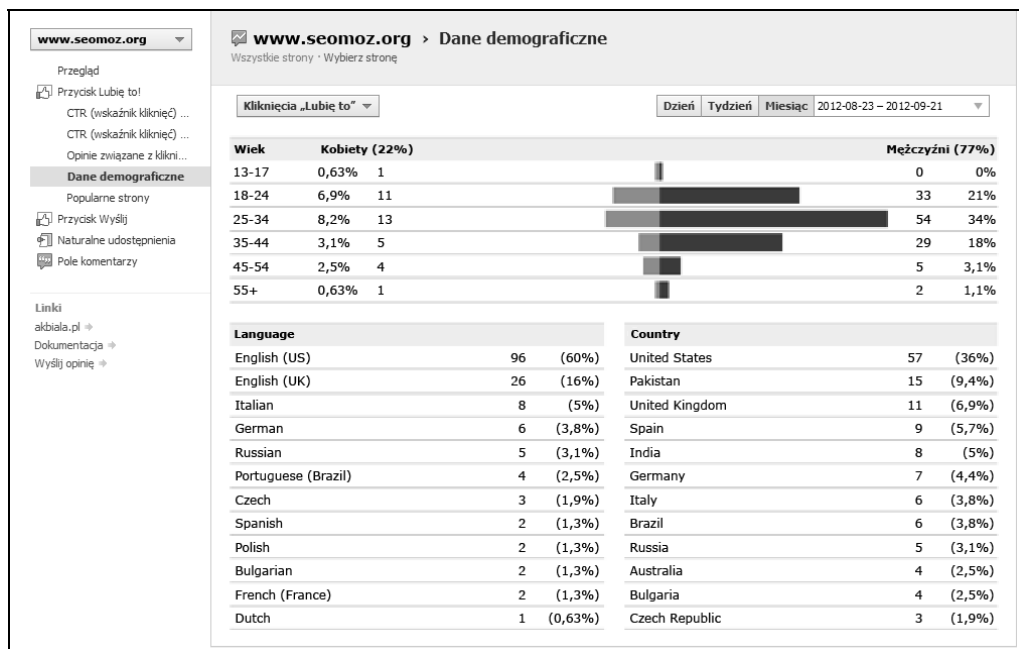 www.seomoz.org
Przegląd
Przycisk Lubię to!
CTR (wskaźnik kliknięć) ...
CTR (wskaźnik kliknięć) ...
Opinie związane z klikni...
Dane demograficzne
Popularne strony
Przycisk Wyślij
Naturalne udostępnienia
Pole komentarzy
Linki
akbiala.pl
Dokumentacja
Wyślij opinię
www.seomoz.org › Dane demograficzne
Wszystkie strony · Wybierz stronę
Kliknięcia „Lubię to” Dzień Tydzień Miesiąc 2012-08-23 – 2012-09-21
Wiek Kobiety (22%) Mężczyźni (77%)
13-17 0,63% 1 0 0%
18-24 6,9% 11 33 21%
25-34 8,2% 13 54 34%
35-44 3,1% 5 29 18%
45-54 2,5% 4 5 3,1%
55+ 0,63% 1 2 1,1%
Language
English (US) 96 (60%)
English (UK) 26 (16%)
Italian 8 (5%)
German 6 (3,8%)
Russian 5 (3,1%)
Portuguese (Brazil) 4 (2,5%)
Czech 3 (1,9%)
Spanish 2 (1,3%)
Polish 2 (1,3%)
Bulgarian 2 (1,3%)
French (France) 2 (1,3%)
Dutch 1 (0,63%)
Country
United States 57 (36%)
Pakistan 15 (9,4%)
United Kingdom 11 (6,9%)
Spain 9 (5,7%)
India 8 (5%)
Germany 7 (4,4%)
Italy 6 (3,8%)
Brazil 6 (3,8%)
Russia 5 (3,1%)
Australia 4 (2,5%)
Bulgaria 4 (2,5%)
Czech Republic 3 (1,9%)